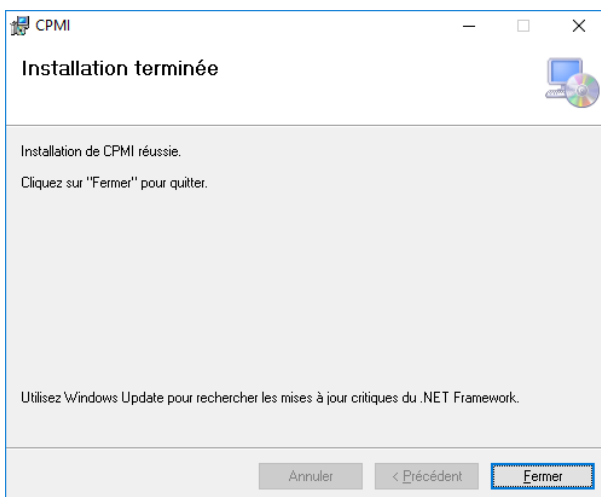 CPMI
Installation terminée
Installation de CPMI réussie.
Cliquez sur "Fermer" pour quitter.
Utilisez Windows Update pour rechercher les mises à jour critiques du .NET Framework.
Annuler
< Précédent
Fermer